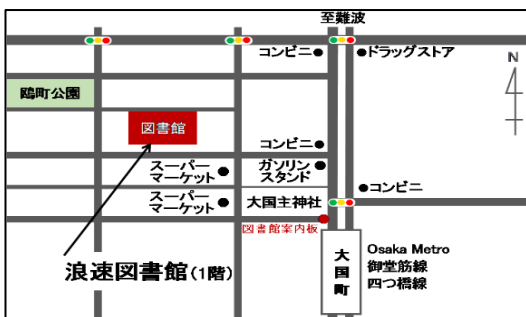 至難波
コンビニ
ドラッグストア
N
鴎町公園
図書館
コンビニ
スーパー
マーケット
ガソリン
スタンド
コンビニ
スーパー
マーケット
大国主神社
図書館案内板
浪速図書館(1階)
大国町
Osaka Metro
御堂筋線
四つ橋線